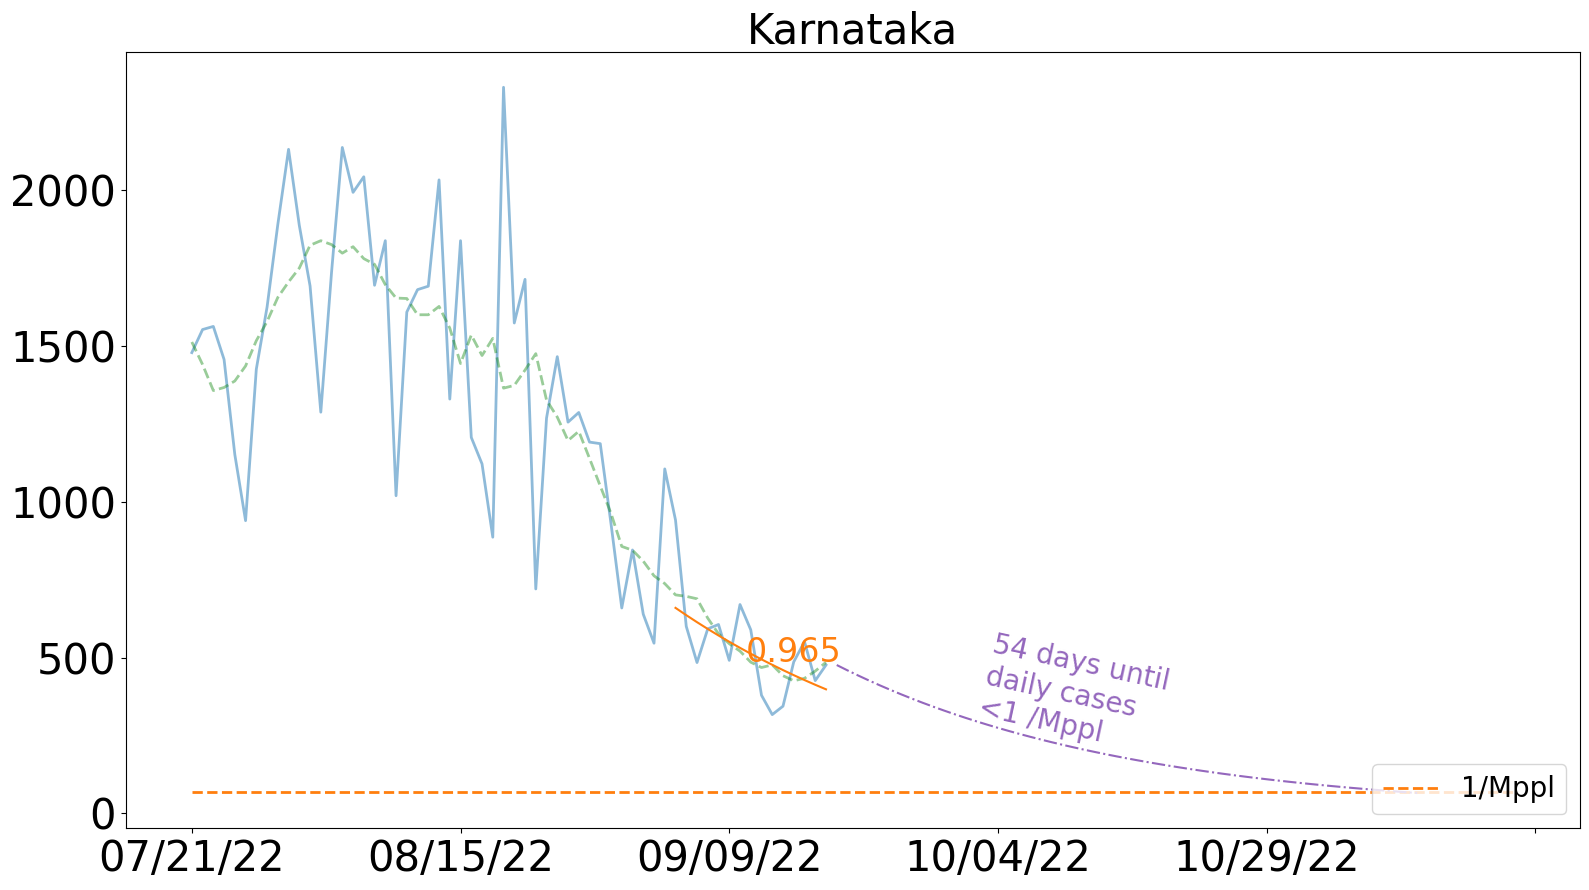 Karnataka
2000
1500
1000
500
0
0.965
54 days until
daily cases
<1 /Mppl
1/Mppl
07/21/22
08/15/22
09/09/22
10/04/22
10/29/22